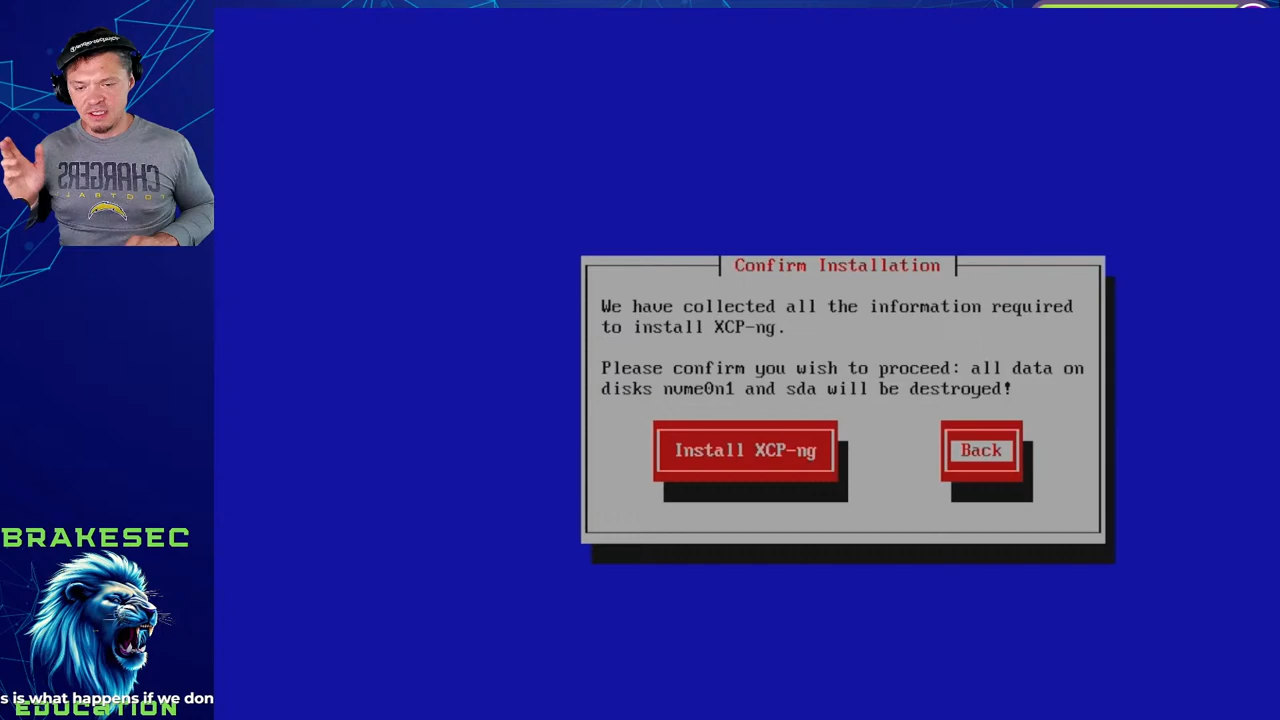 CHARGERS
FOOTBALL
Confirm Installation
We have collected all the information required
to install XCP-ng.
Please confirm you wish to proceed: all data on
disks nvme0n1 and sda will be destroyed!
Install XCP-ng
Back
BRAKESEC
s is what happens if we don
EDUCATION